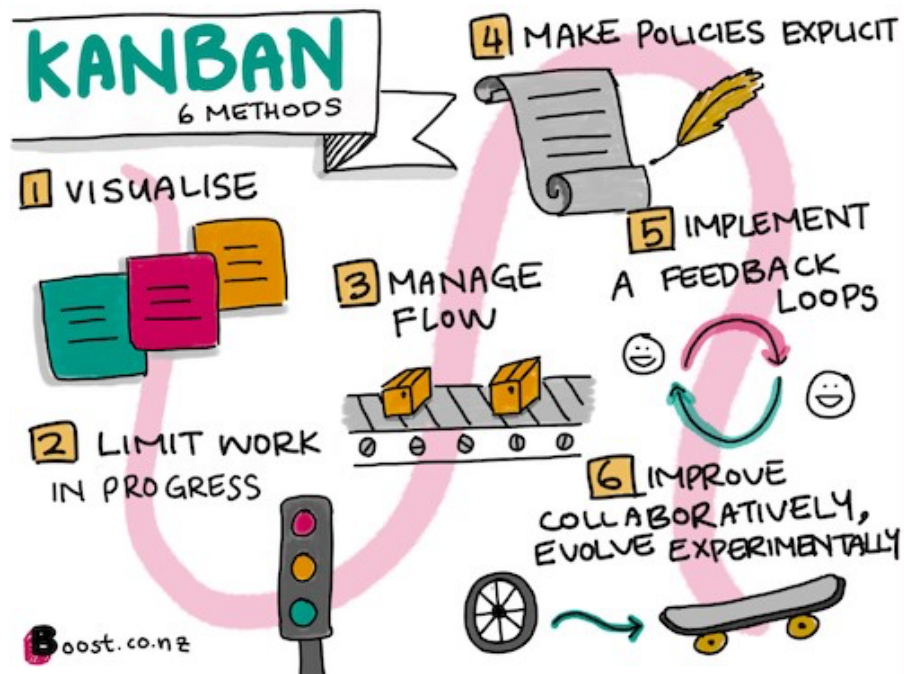 KANBAN
6 METHODS
1 VISUALISE
2 LIMIT WORK
IN PROGRESS
3 MANAGE
FLOW
4 MAKE POLICIES EXPLICIT
5 IMPLEMENT
A FEEDBACK
LOOPS
6 IMPROVE
COLLABORATIVELY,
EVOLVE EXPERIMENTALLY
Boost.co.nz